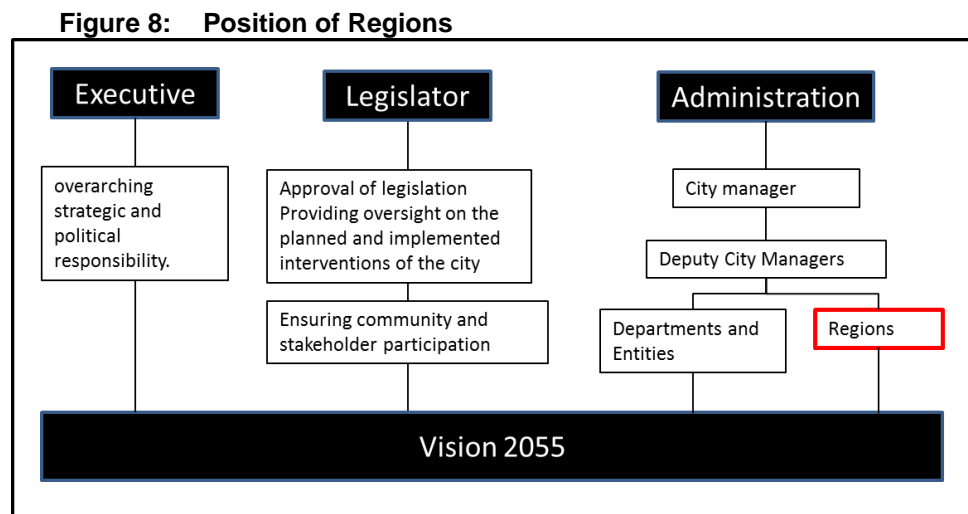 Figure 8: Position of Regions
Executive
overarching
strategic and
political
responsibility.
Legislator
Approval of legislation
Providing oversight on the
planned and implemented
interventions of the city
Ensuring community and
stakeholder participation
Administration
City manager
Deputy City Managers
Departments and
Entities
Regions
Vision 2055